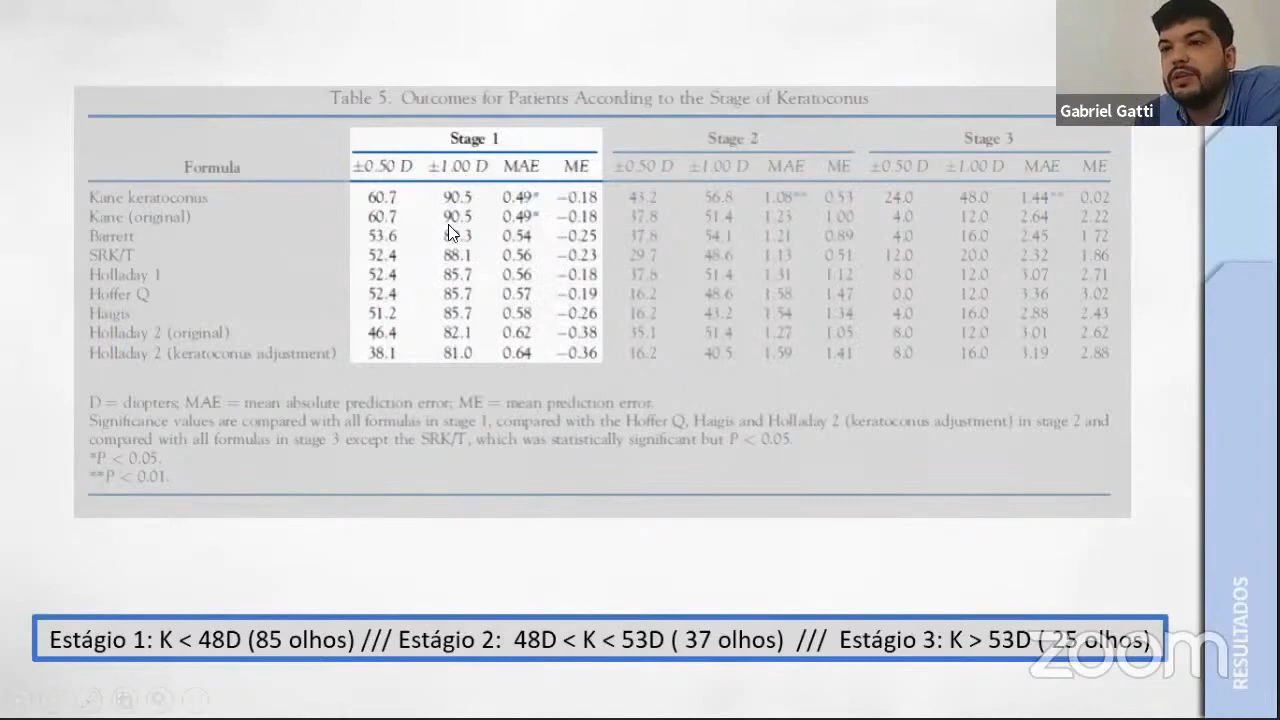 Gabriel Gatti
Table 5. Outcomes for Patients According to the Stage of Keratoconus
Stage 1 Stage 2 Stage 3
Formula ±0.50 D ±1.00 D MAE ME ±0.50 D ±1.00 D MAE ME ±0.50 D ±1.00 D MAE ME
Kane keratoconus 60.7 90.5 0.49* −0.18 43.2 56.8 1.08** 0.53 24.0 48.0 1.44** 0.02
Kane (original) 60.7 90.5 0.49* −0.18 37.8 51.4 1.23 1.00 4.0 12.0 2.64 2.22
Barrett 53.6 0.54 −0.25 37.8 54.1 1.21 0.89 4.0 16.0 2.45 1.72
SRK/T 52.4 88.1 0.56 −0.23 29.7 48.6 1.13 0.51 12.0 20.0 2.32 1.86
Holladay 1 52.4 85.7 0.56 −0.18 37.8 51.4 1.31 1.12 8.0 12.0 3.07 2.71
Hoffer Q 52.4 85.7 0.57 −0.19 16.2 48.6 1.58 1.47 0.0 12.0 3.36 3.02
Haigis 51.2 85.7 0.58 −0.26 16.2 43.2 1.54 1.34 4.0 16.0 2.88 2.43
Holladay 2 (original) 46.4 82.1 0.62 −0.38 35.1 51.4 1.27 1.05 8.0 12.0 3.01 2.62
Holladay 2 (keratoconus adjustment) 38.1 81.0 0.64 −0.36 16.2 40.5 1.59 1.41 8.0 16.0 3.19 2.88
D = diopters; MAE = mean absolute prediction error; ME = mean prediction error.
Significance values are compared with all formulas in stage 1, compared with the Hoffer Q, Haigis and Holladay 2 (keratoconus adjustment) in stage 2 and
compared with all formulas in stage 3 except the SRK/T, which was statistically significant but P < 0.05.
*P < 0.05.
**P < 0.01.
Estágio 1: K < 48D (85 olhos) /// Estágio 2: 48D < K < 53D ( 37 olhos) /// Estágio 3: K > 53D ( 25 olhos)
zoom
RESULTADOS